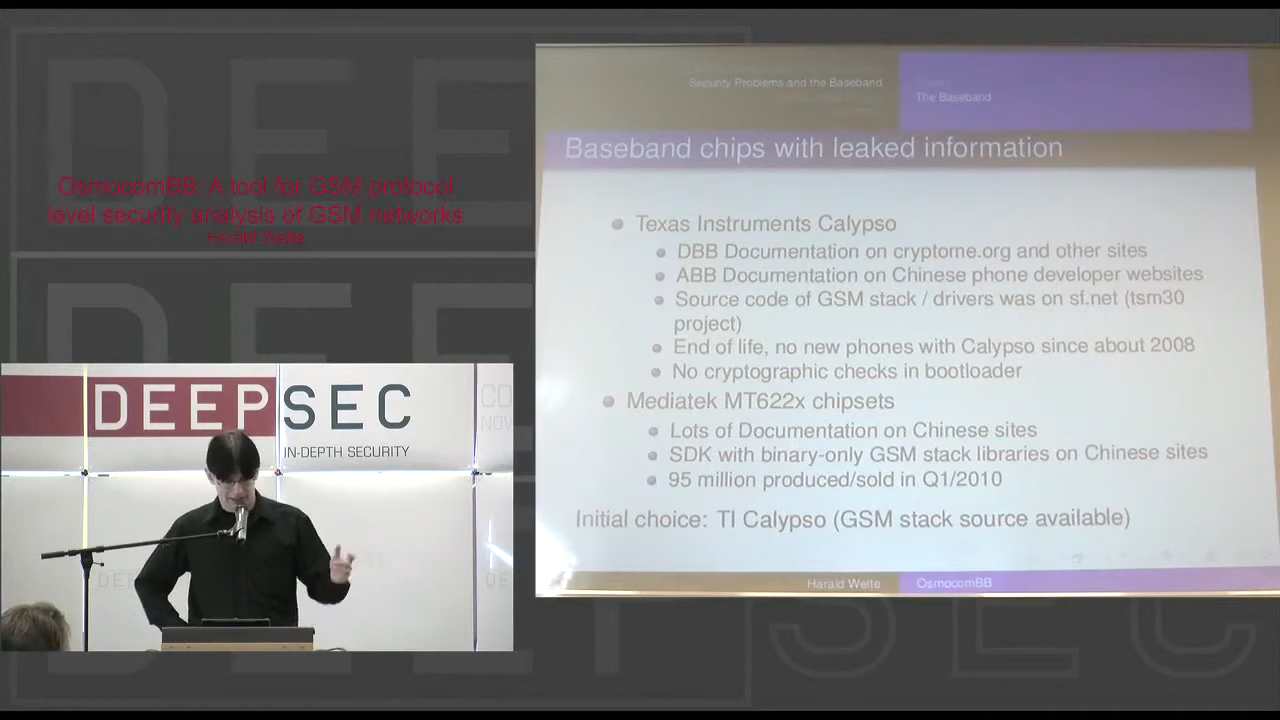 OsmocomBB: A tool for GSM protocol
level security analysis of GSM networks
Harald Welte
DEEPSEC
IN-DEPTH SECURITY
Security Problems and the Baseband
The Baseband
Baseband chips with leaked information
Texas Instruments Calypso
DBB Documentation on cryptome.org and other sites
ABB Documentation on Chinese phone developer websites
Source code of GSM stack / drivers was on sf.net (tsm30
project)
End of life, no new phones with Calypso since about 2008
No cryptographic checks in bootloader
Mediatek MT622x chipsets
Lots of Documentation on Chinese sites
SDK with binary-only GSM stack libraries on Chinese sites
95 million produced/sold in Q1/2010
Initial choice: TI Calypso (GSM stack source available)
Harald Welte
OsmocomBB